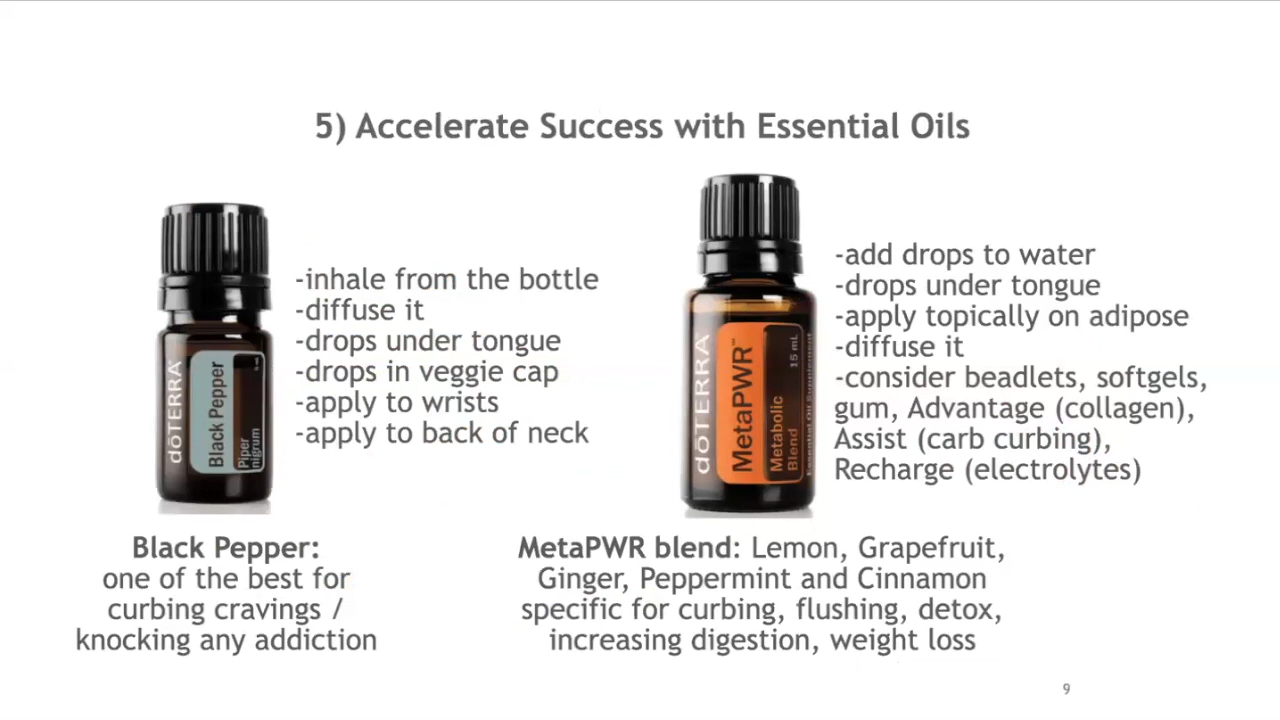 5) Accelerate Success with Essential Oils
-inhale from the bottle
-diffuse it
-drops under tongue
-drops in veggie cap
-apply to wrists
-apply to back of neck
dōTERRA
Black Pepper
Piper
nigrum
Black Pepper:
one of the best for
curbing cravings /
knocking any addiction
-add drops to water
-drops under tongue
-apply topically on adipose
-diffuse it
-consider beadlets, softgels,
gum, Advantage (collagen),
Assist (carb curbing),
Recharge (electrolytes)
dōTERRA
MetaPWR™
Metabolic
Blend
15 mL
Essential Oil Supplement
MetaPWR blend: Lemon, Grapefruit,
Ginger, Peppermint and Cinnamon
specific for curbing, flushing, detox,
increasing digestion, weight loss
9